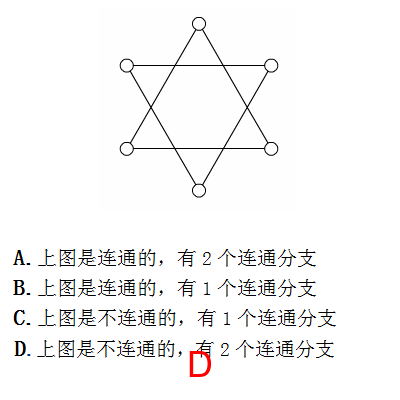 A. 上图是连通的，有 2 个连通分支
B. 上图是连通的，有 1 个连通分支
C. 上图是不连通的，有 1 个连通分支
D. 上图是不连通的，有 2 个连通分支
D